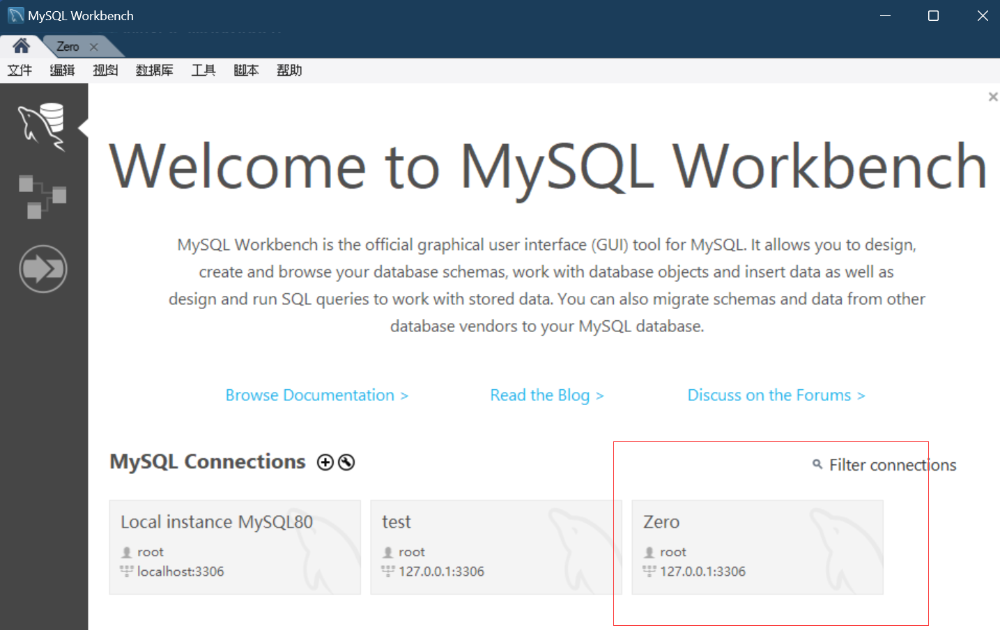 MySQL Workbench
Zero
文件 编辑 视图 数据库 工具 脚本 帮助
Welcome to MySQL Workbench
MySQL Workbench is the official graphical user interface (GUI) tool for MySQL. It allows you to design,
create and browse your database schemas, work with database objects and insert data as well as
design and run SQL queries to work with stored data. You can also migrate schemas and data from other
database vendors to your MySQL database.
Browse Documentation > Read the Blog > Discuss on the Forums >
MySQL Connections Filter connections
Local instance MySQL80
root
localhost:3306
test
root
127.0.0.1:3306
Zero
root
127.0.0.1:3306